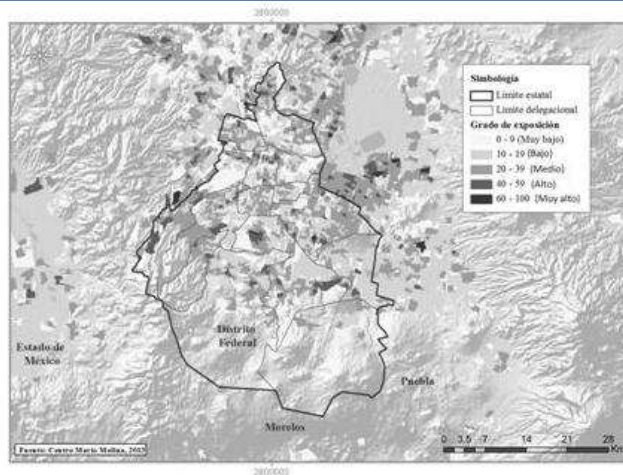 2800000
Simbología
Límite estatal
Límite delegacional
Grado de exposición
0 - 9 (Muy bajo)
10 - 19 (Bajo)
20 - 39 (Medio)
40 - 59 (Alto)
60 - 100 (Muy alto)
Distrito
Federal
Estado de
México
Puebla
Morelos
Fuente: Centro Mario Molina,
0 3.5 7 14 21 28
Km
2800000